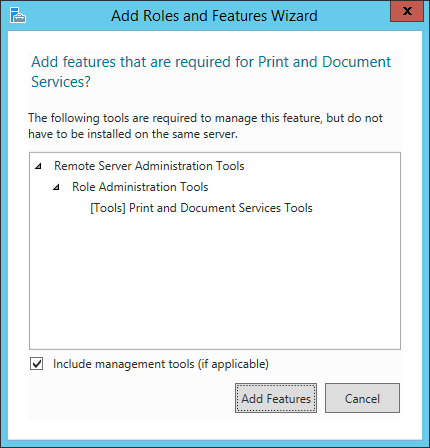 Add Roles and Features Wizard
x
Add features that are required for Print and Document
Services?
The following tools are required to manage this feature, but do not
have to be installed on the same server.
Remote Server Administration Tools
Role Administration Tools
[Tools] Print and Document Services Tools
Include management tools (if applicable)
Add Features
Cancel